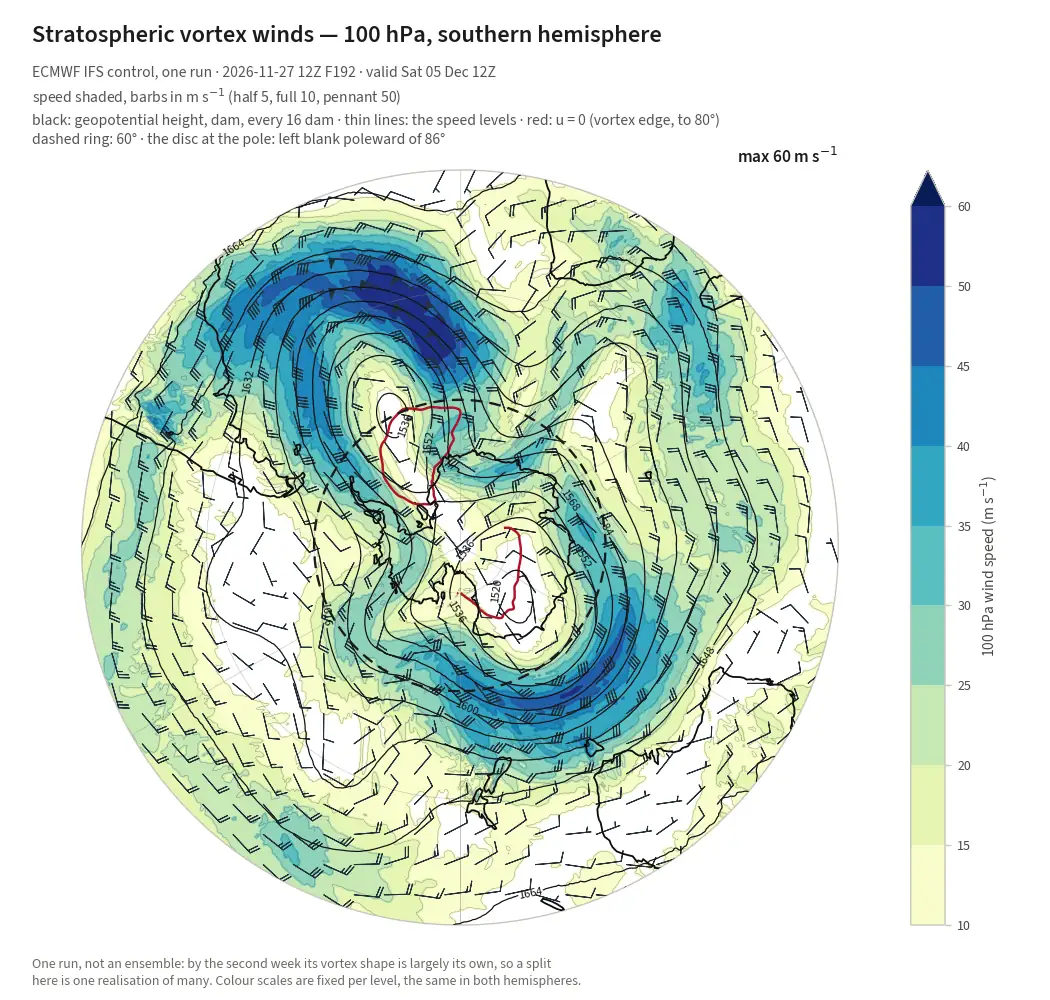 Stratospheric vortex winds — 100 hPa, southern hemisphere
ECMWF IFS control, one run · 2026-11-27 12Z F192 · valid Sat 05 Dec 12Z
speed shaded, barbs in m s⁻¹ (half 5, full 10, pennant 50)
black: geopotential height, dam, every 16 dam · thin lines: the speed levels · red: u = 0 (vortex edge, to 80°)
dashed ring: 60° · the disc at the pole: left blank poleward of 86°
max 60 m s⁻¹
1664
1632
1536
1552
1568
1584
1552
1536
1520
1536
1616
1600
1648
1664
60
50
45
40
35
30
25
20
15
10
100 hPa wind speed (m s⁻¹)
One run, not an ensemble: by the second week its vortex shape is largely its own, so a split
here is one realisation of many. Colour scales are fixed per level, the same in both hemispheres.